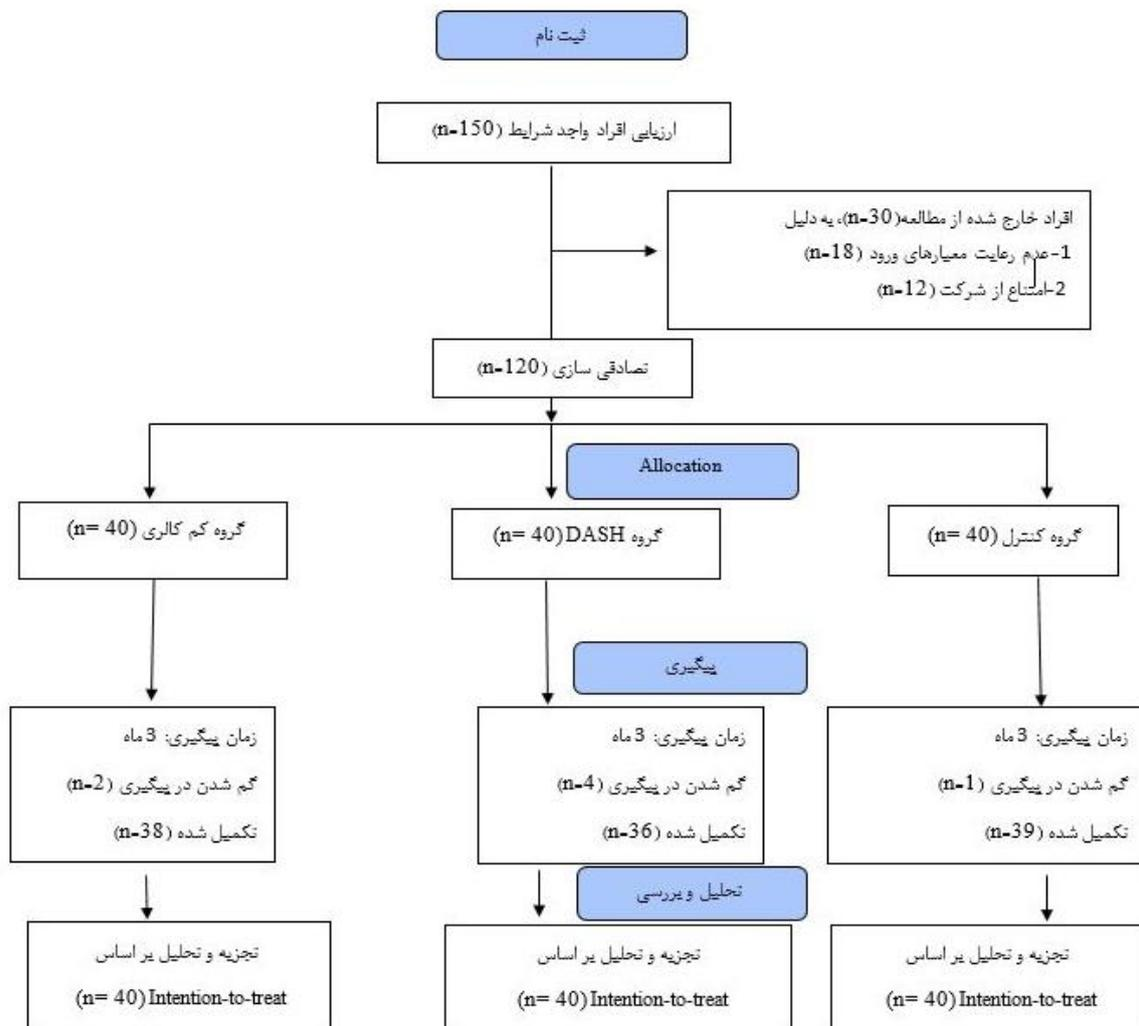 ثبت نام
ارزیابی افراد واجد شرایط (n=150)
افراد خارج شده از مطالعه(n=30)، به دلیل
1-عدم رعایت معیارهای ورود (n=18)
2-امتناع از شرکت (n=12)
تصادفی سازی (n=120)
Allocation
گروه کنترل (n= 40)
گروه DASH (n= 40)
گروه کم کالری (n= 40)
پیگیری
زمان پیگیری: 3 ماه
گم شدن در پیگیری (n=1)
تکمیل شده (n=39)
زمان پیگیری: 3 ماه
گم شدن در پیگیری (n=4)
تکمیل شده (n=36)
زمان پیگیری: 3 ماه
گم شدن در پیگیری (n=2)
تکمیل شده (n=38)
تحلیل و بررسی
تجزیه و تحلیل بر اساس
Intention-to-treat (n= 40)
تجزیه و تحلیل بر اساس
Intention-to-treat (n= 40)
تجزیه و تحلیل بر اساس
Intention-to-treat (n= 40)